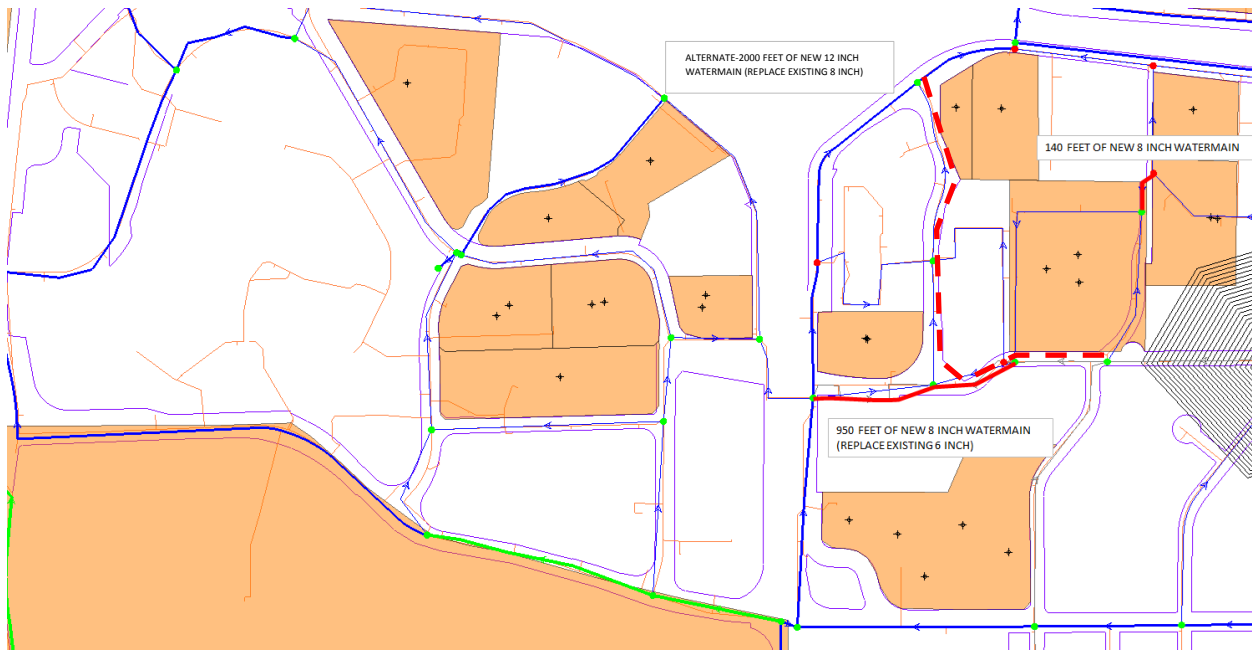 ALTERNATE-2000 FEET OF NEW 12 INCH
WATERMAIN (REPLACE EXISTING 8 INCH)
140 FEET OF NEW 8 INCH WATERMAIN
950 FEET OF NEW 8 INCH WATERMAIN
(REPLACE EXISTING 6 INCH)